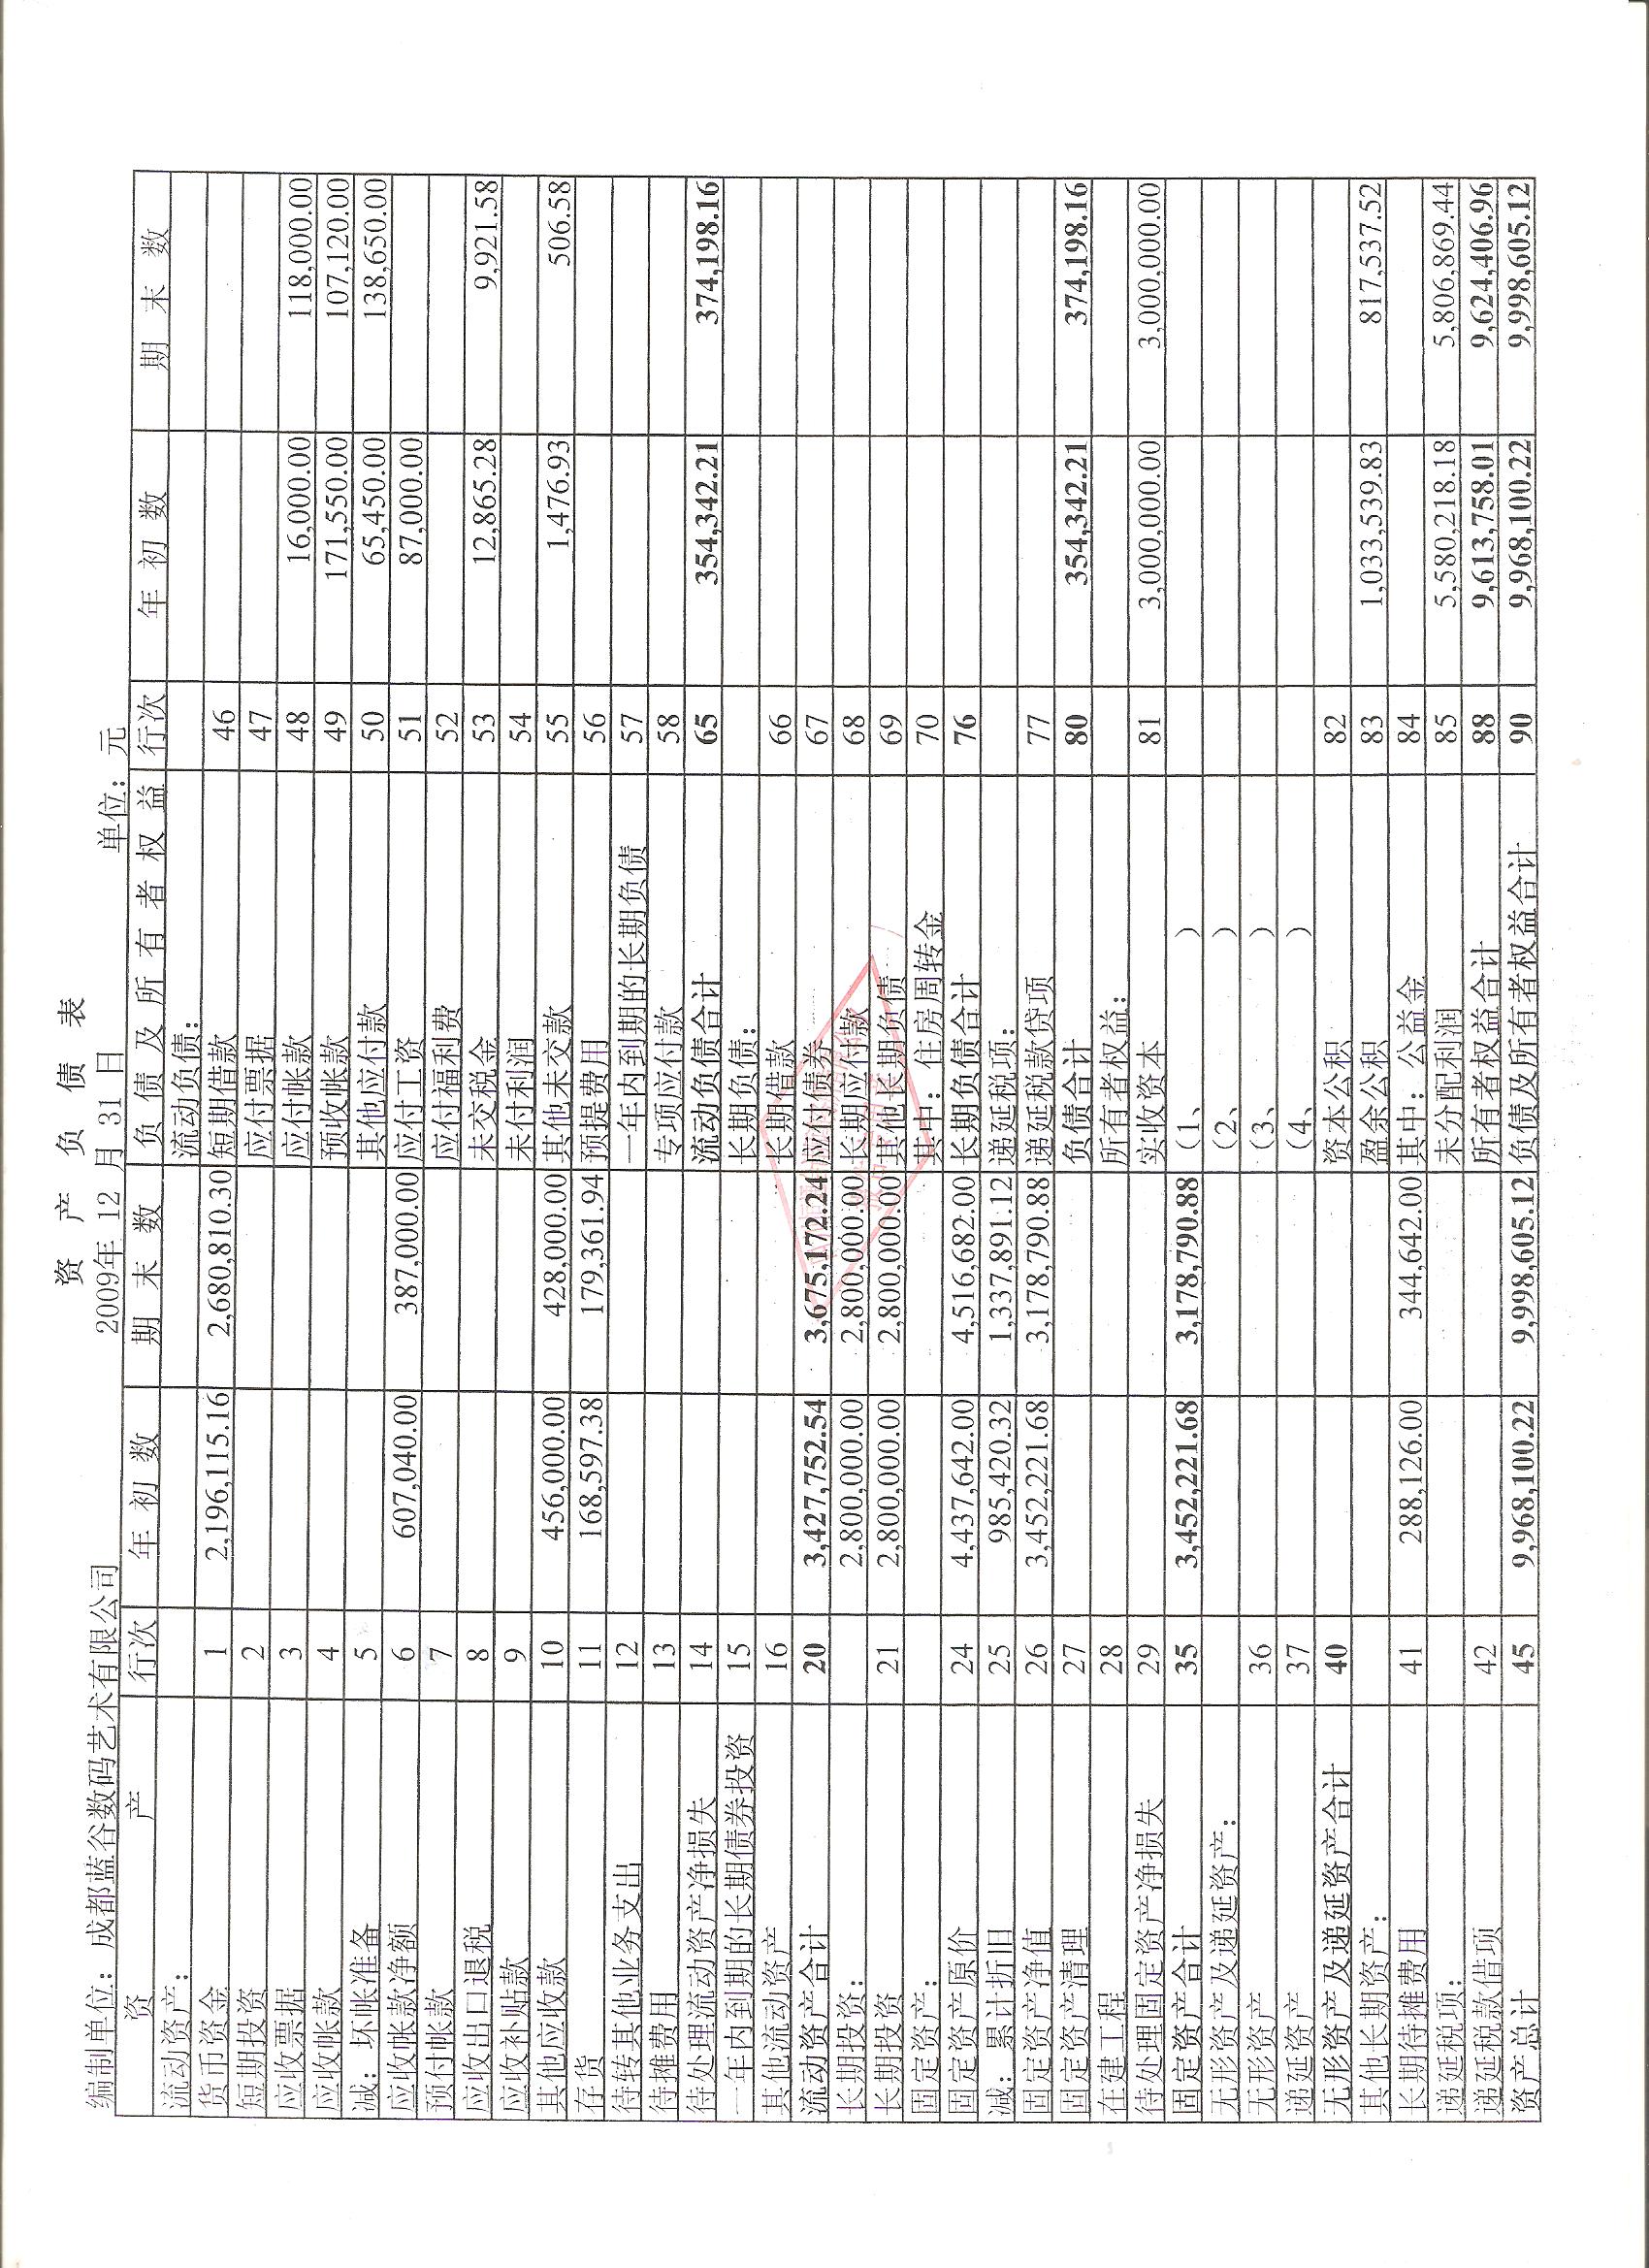 资 产 负 债 表
2009年 12 月 31 日
编制单位：成都蓝谷数码艺术有限公司 单位：元
资 产 行次 年 初 数 期 末 数 负 债 及 所 有 者 权 益 行次 年 初 数 期 末 数
流动资产： 流动负债：
货币资金 1 2,196,115.16 2,680,810.30 短期借款 46
短期投资 2 应付票据 47
应收票据 3 应付帐款 48 16,000.00 118,000.00
应收帐款 4 预收帐款 49 171,550.00 107,120.00
减：坏帐准备 5 其他应付款 50 65,450.00 138,650.00
应收帐款净额 6 607,040.00 387,000.00 应付工资 51 87,000.00
预付帐款 7 应付福利费 52
应收出口退税 8 未交税金 53 12,865.28 9,921.58
应收补贴款 9 未付利润 54
其他应收款 10 456,000.00 428,000.00 其他未交款 55 1,476.93 506.58
存货 11 168,597.38 179,361.94 预提费用 56
待转其他业务支出 12 一年内到期的长期负债 57
待摊费用 13 专项应付款 58
待处理流动资产净损失 14 流动负债合计 65 354,342.21 374,198.16
一年内到期的长期债券投资 15 长期负债：
其他流动资产 16 长期借款 66
流动资产合计 20 3,427,752.54 3,675,172.24 应付债券 67
长期投资： 2,800,000.00 2,800,000.00 长期应付款 68
长期投资 21 2,800,000.00 2,800,000.00 其他长期负债 69
固定资产： 其中：住房周转金 70
固定资产原价 24 4,437,642.00 4,516,682.00 长期负债合计 76
减：累计折旧 25 985,420.32 1,337,891.12 递延税项：
固定资产净值 26 3,452,221.68 3,178,790.88 递延税款贷项 77
固定资产清理 27 负债合计 80 354,342.21 374,198.16
在建工程 28 所有者权益：
待处理固定资产净损失 29 实收资本 81 3,000,000.00 3,000,000.00
固定资产合计 35 3,452,221.68 3,178,790.88 （1、 ）
无形资产及递延资产： （2、 ）
无形资产 36 （3、 ）
递延资产 37 （4、 ）
无形资产及递延资产合计 40 资本公积 82
其他长期资产： 盈余公积 83 1,033,539.83 817,537.52
长期待摊费用 41 288,126.00 344,642.00 其中：公益金 84
递延税项： 未分配利润 85 5,580,218.18 5,806,869.44
递延税款借项 42 所有者权益合计 88 9,613,758.01 9,624,406.96
资产总计 45 9,968,100.22 9,998,605.12 负债及所有者权益合计 90 9,968,100.22 9,998,605.12